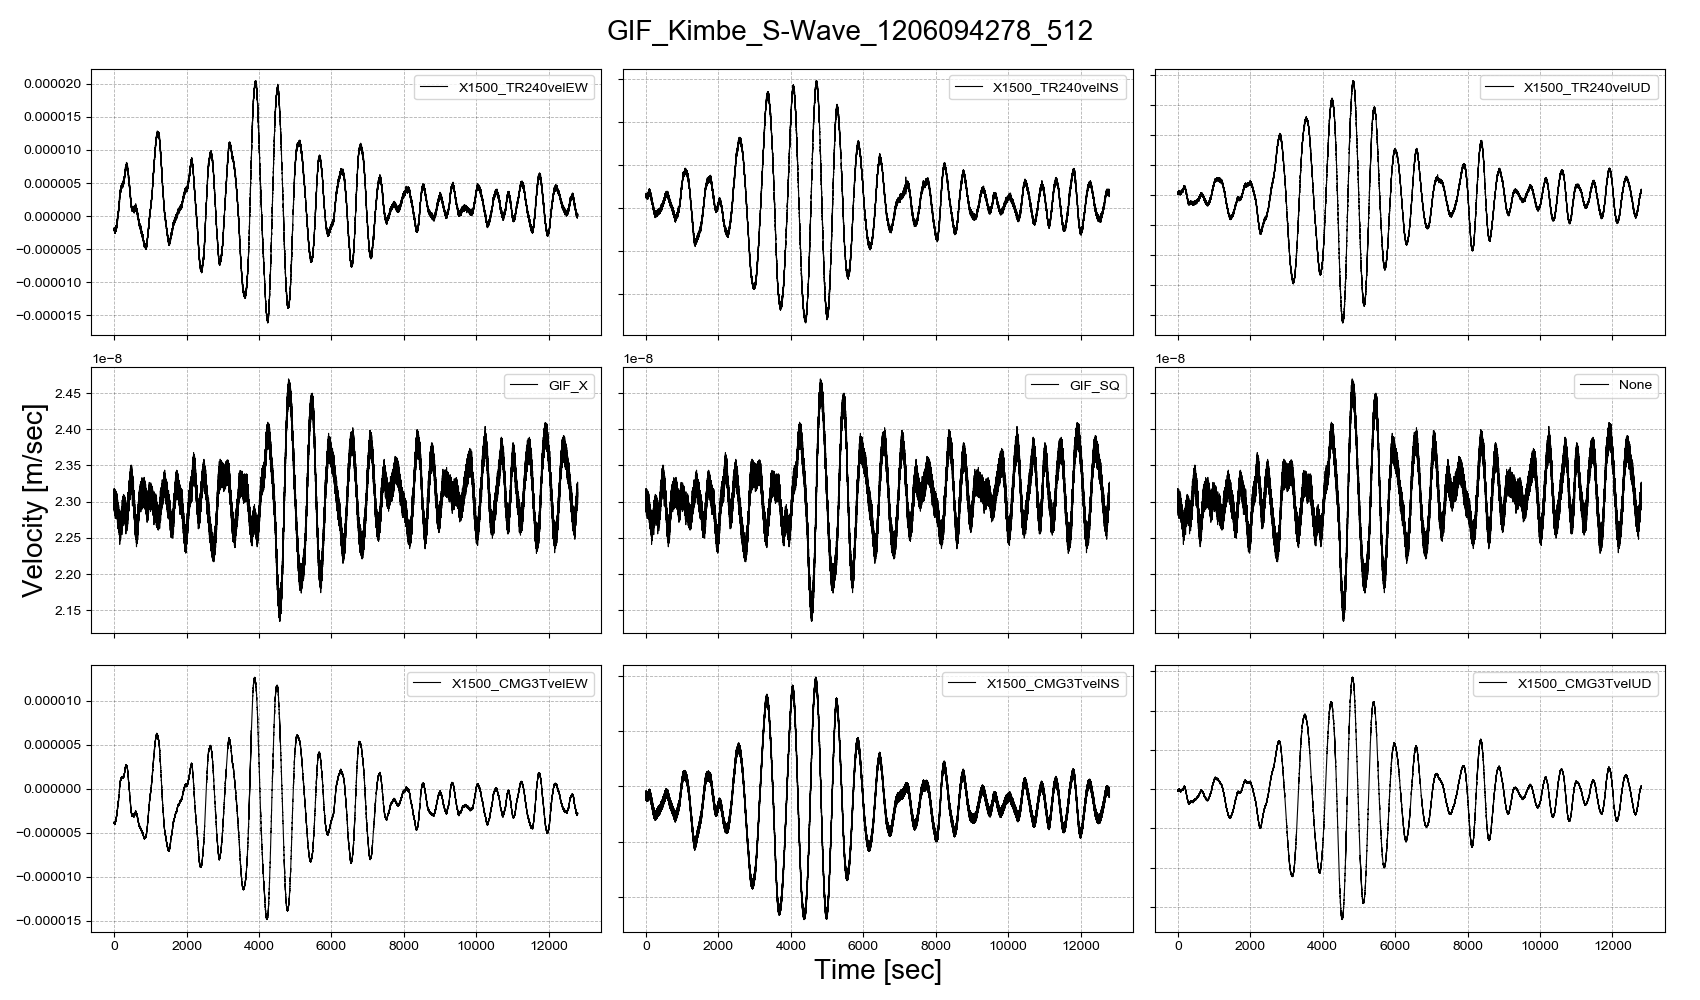 GIF_Kimbe_S-Wave_1206094278_512
X1500_TR240velEW
X1500_TR240velNS
X1500_TR240velUD
0.000020
0.000015
0.000010
0.000005
0.000000
−0.000005
−0.000010
−0.000015
1e−8
1e−8
1e−8
GIF_X
GIF_SQ
None
2.45
2.40
2.35
2.30
2.25
2.20
2.15
Velocity [m/sec]
X1500_CMG3TvelEW
X1500_CMG3TvelNS
X1500_CMG3TvelUD
0.000010
0.000005
0.000000
−0.000005
−0.000010
−0.000015
0 2000 4000 6000 8000 10000 12000
0 2000 4000 6000 8000 10000 12000
0 2000 4000 6000 8000 10000 12000
Time [sec]